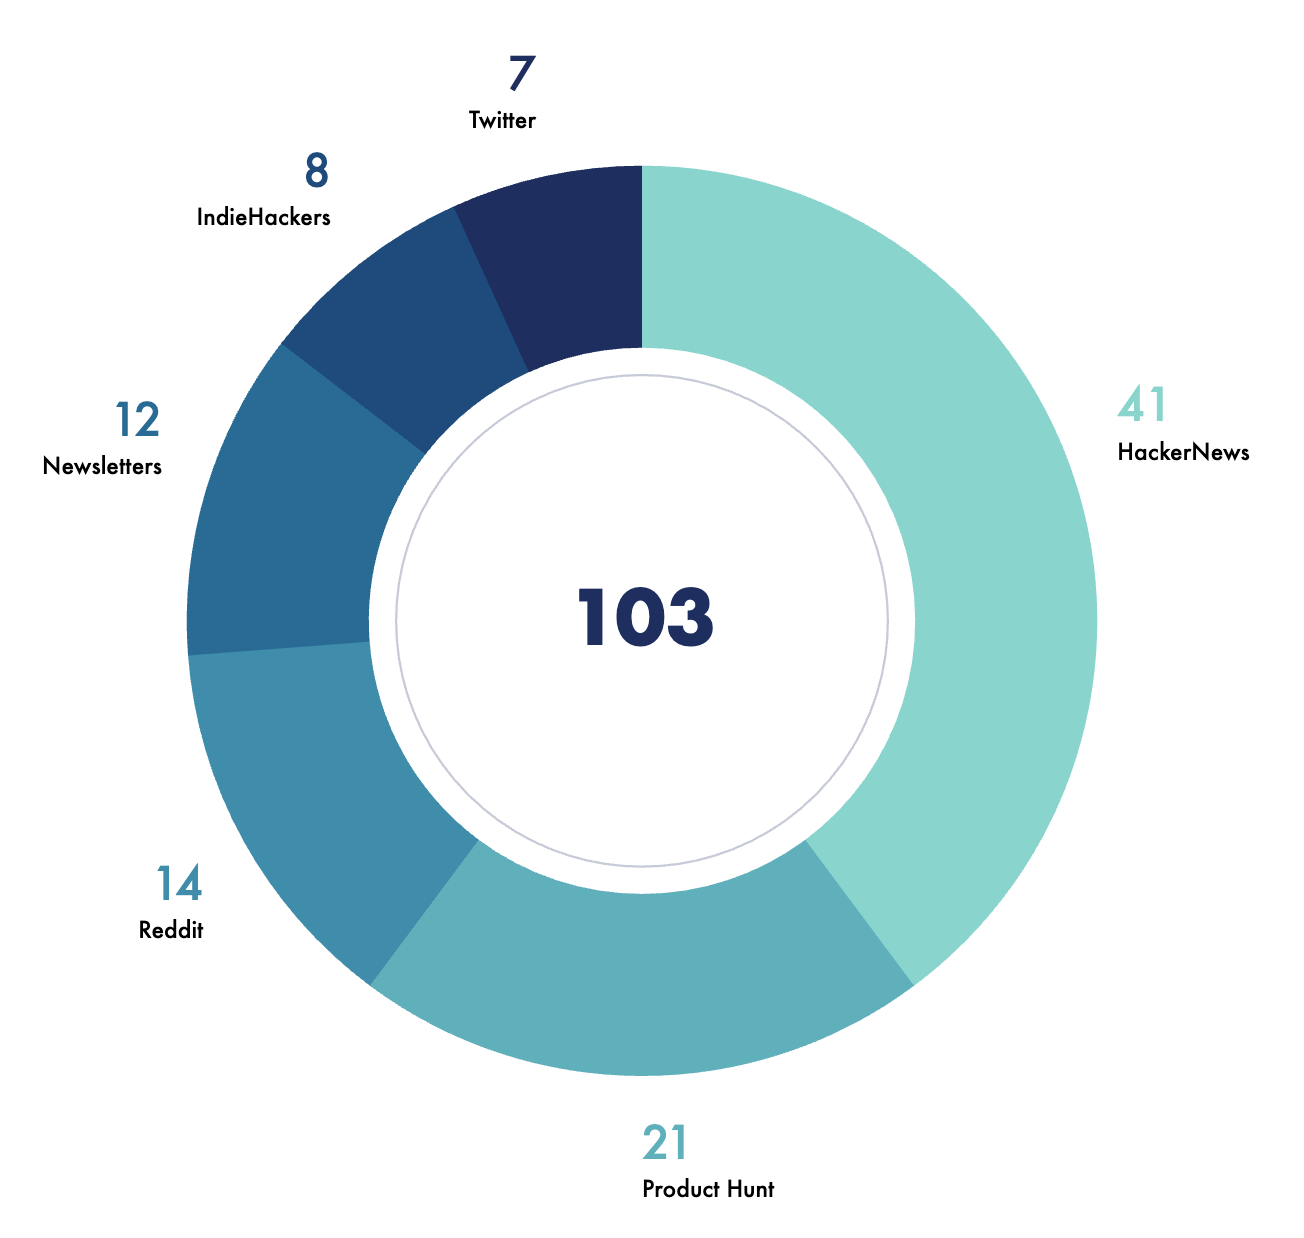 7
Twitter
8
IndieHackers
41
HackerNews
12
Newsletters
103
14
Reddit
21
Product Hunt